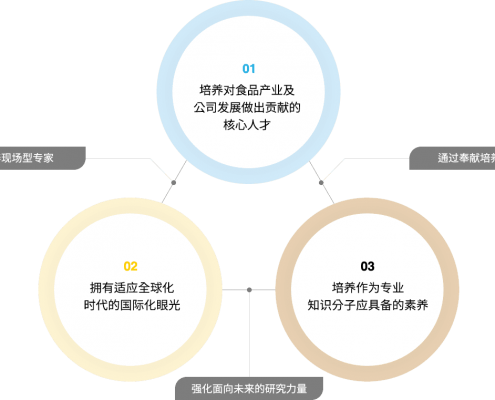 01
培养对食品产业及
公司发展做出贡献的
核心人才
现场型专家
通过奉献培养
02
拥有适应全球化
时代的国际化眼光
03
培养作为专业
知识分子应具备的素养
强化面向未来的研究力量